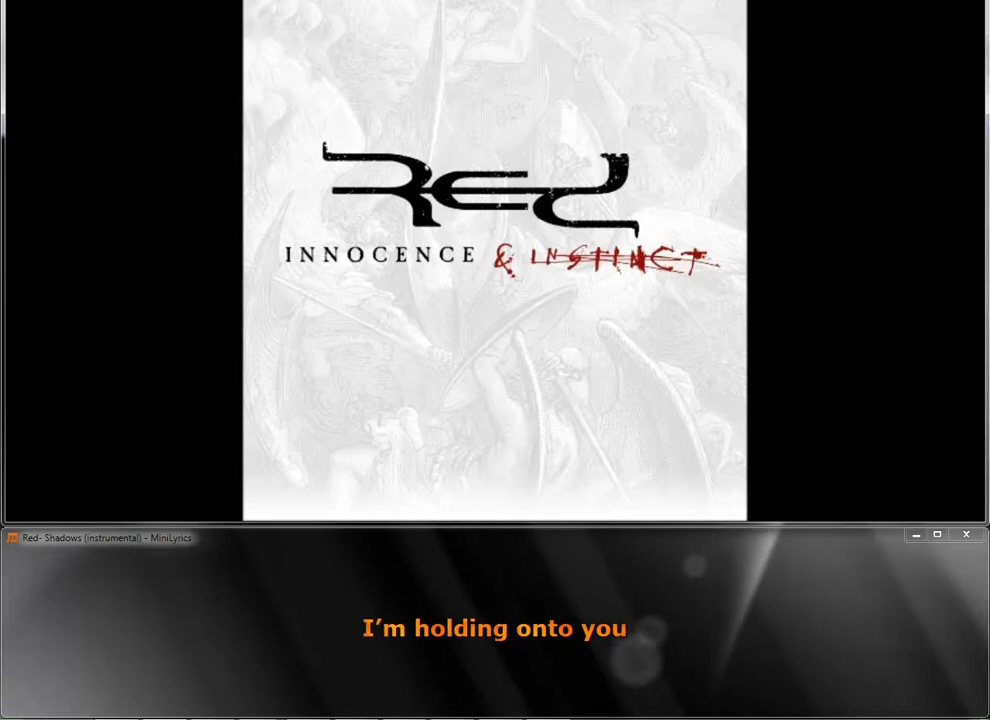 RED
INNOCENCE & INSTINCT
Red- Shadows (instrumental) - MiniLyrics
I’m holding onto you